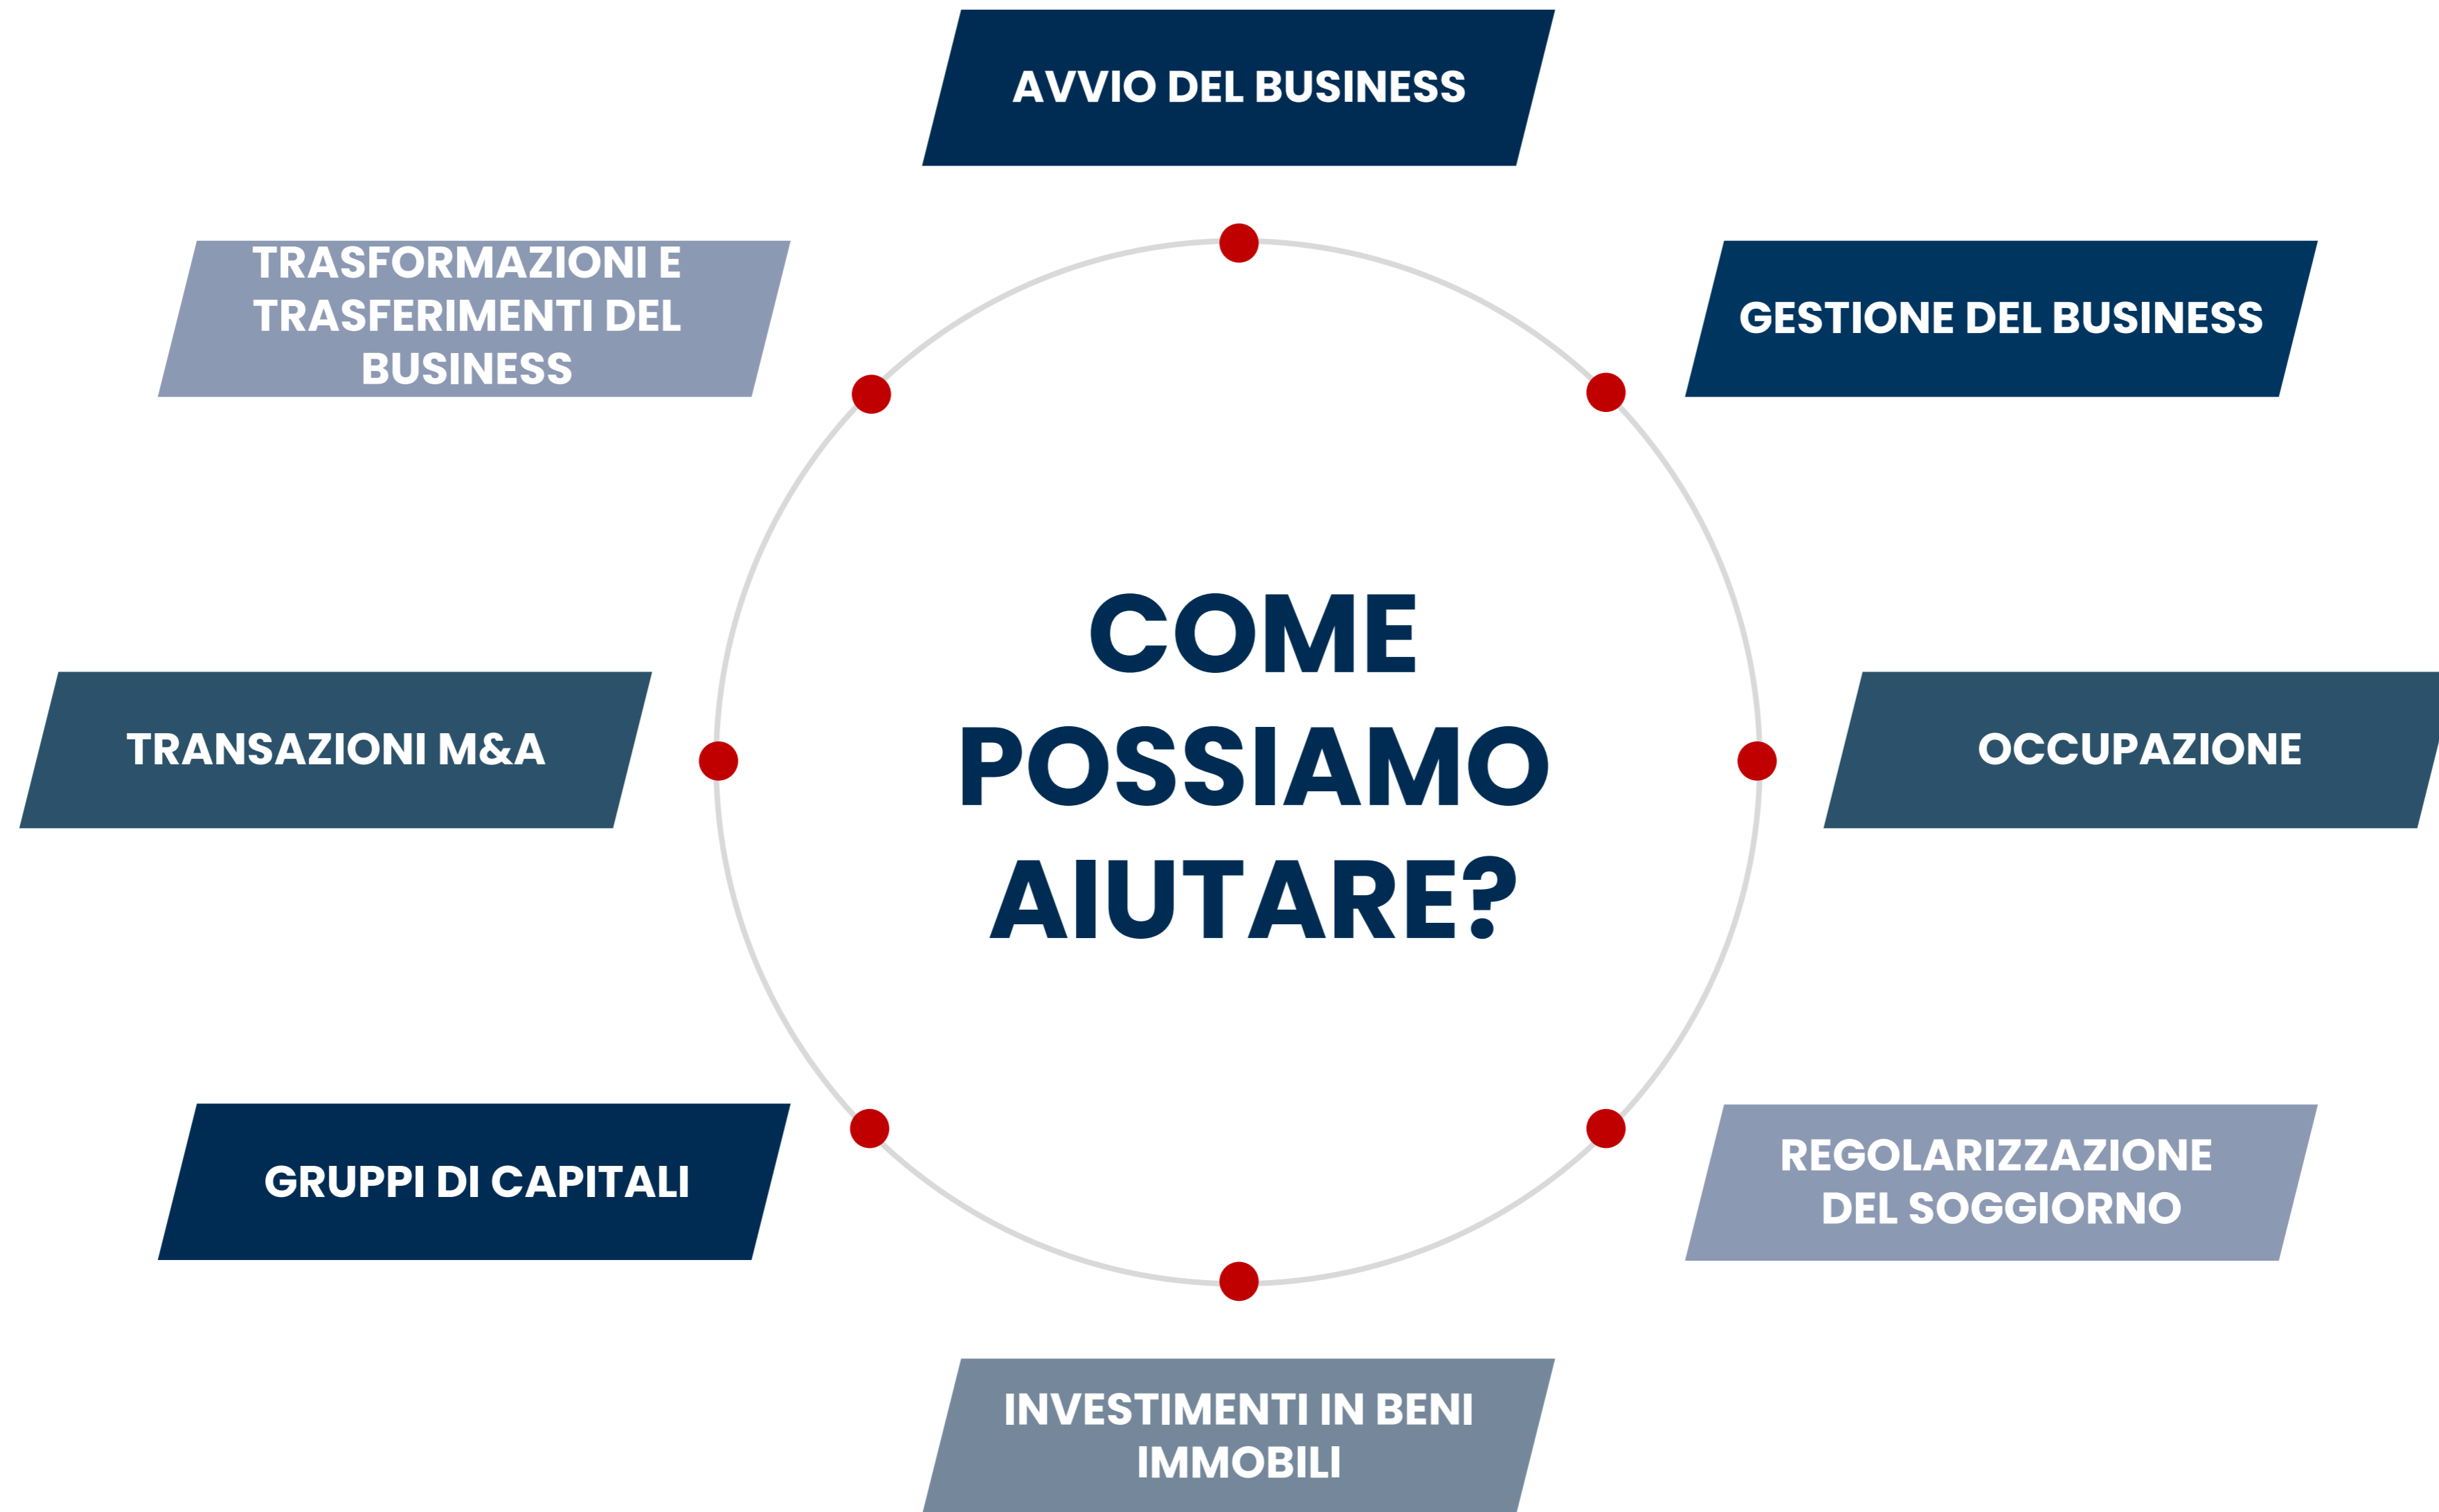 AVVIO DEL BUSINESS
TRASFORMAZIONI E
TRASFERIMENTI DEL
BUSINESS
GESTIONE DEL BUSINESS
COME
POSSIAMO
AIUTARE?
TRANSAZIONI M&A
OCCUPAZIONE
GRUPPI DI CAPITALI
REGOLARIZZAZIONE
DEL SOGGIORNO
INVESTIMENTI IN BENI
IMMOBILI